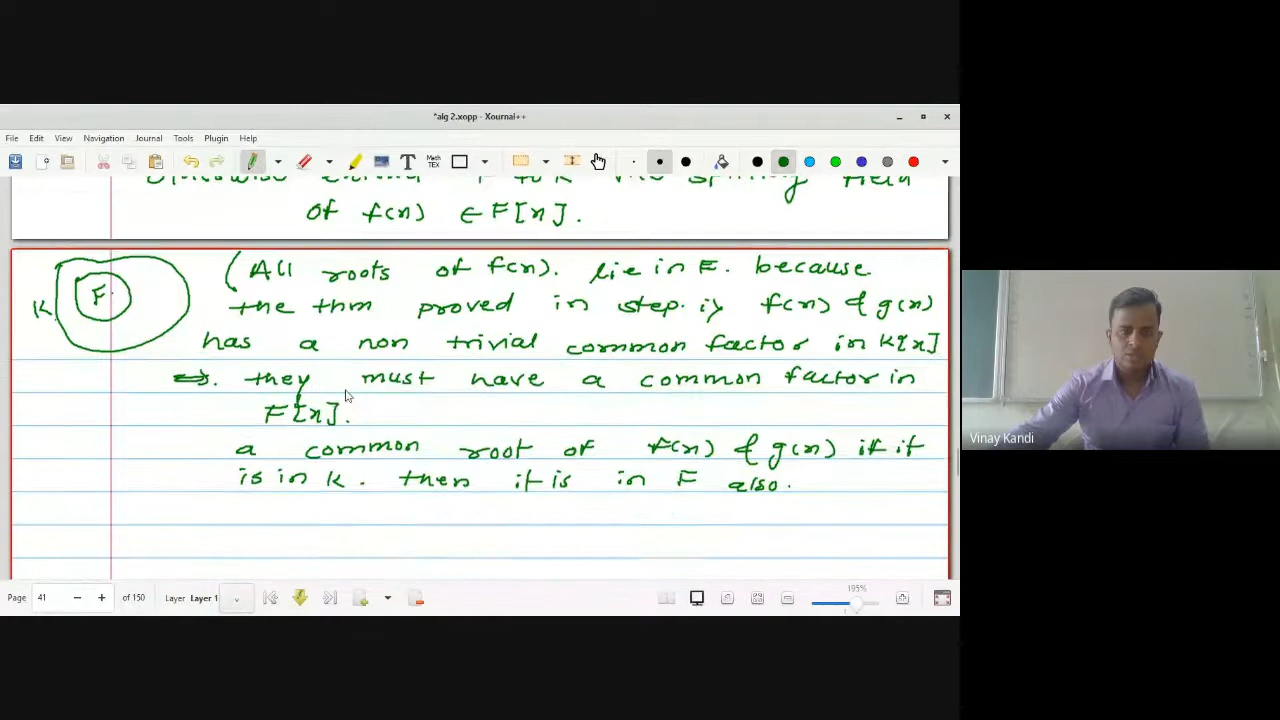 *alg 2.xopp - Xournal++
File Edit View Navigation Journal Tools Plugin Help
T MATH TEX
of f(x) ∈ F[x].
K F
(All roots of f(x). lie in F. because
the thm proved in step. i) f(x) & g(x)
has a non trivial common factor in K[x]
⇒. they must have a common factor in
F[x].
a common root of f(x) & g(x) if it
is in K. then it is in F also.
Page 41 of 150 Layer Layer 1 195%
Vinay Kandi